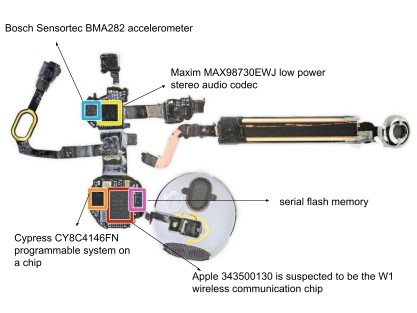 Bosch Sensortec BMA282 accelerometer
Maxim MAX98730EWJ low power
stereo audio codec
serial flash memory
Cypress CY8C4146FN
programmable system on
a chip
Apple 343500130 is suspected to be the W1
wireless communication chip